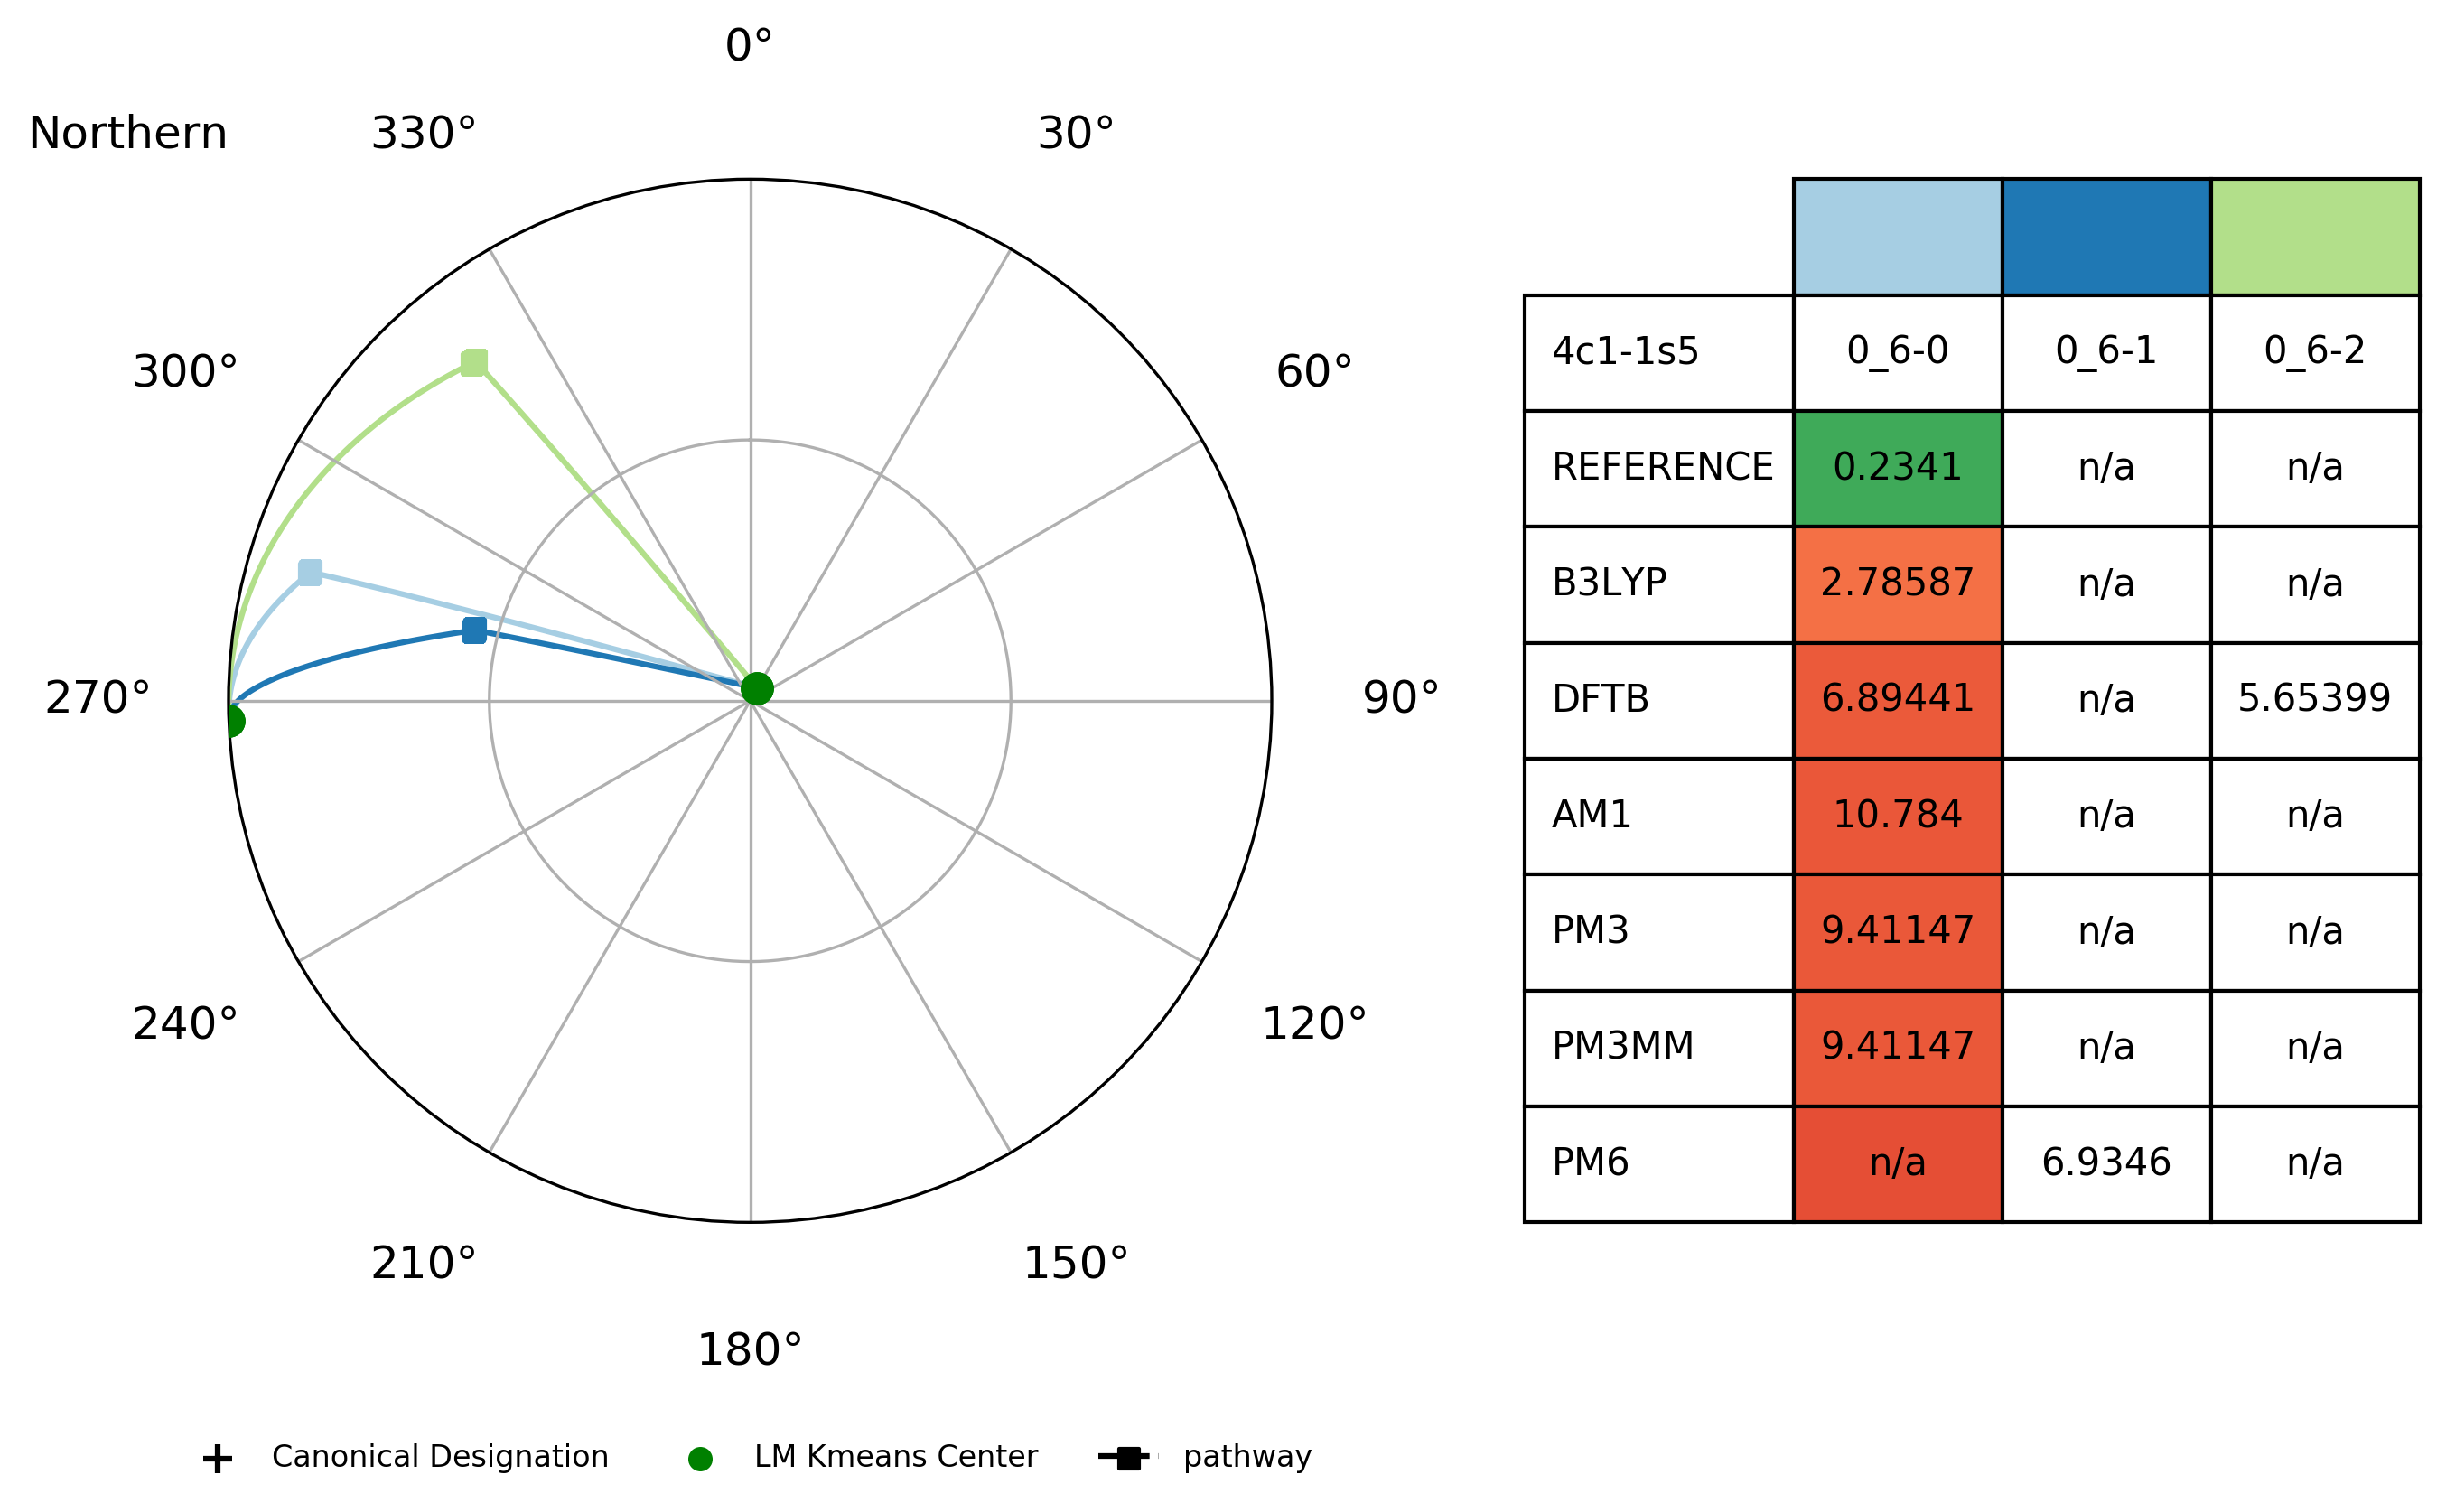 0°
Northern
330°
30°
300°
60°
270°
90°
240°
120°
210°
150°
180°
4c1-1s5 0_6-0 0_6-1 0_6-2
REFERENCE 0.2341 n/a n/a
B3LYP 2.78587 n/a n/a
DFTB 6.89441 n/a 5.65399
AM1 10.784 n/a n/a
PM3 9.41147 n/a n/a
PM3MM 9.41147 n/a n/a
PM6 n/a 6.9346 n/a
Canonical Designation
LM Kmeans Center
pathway